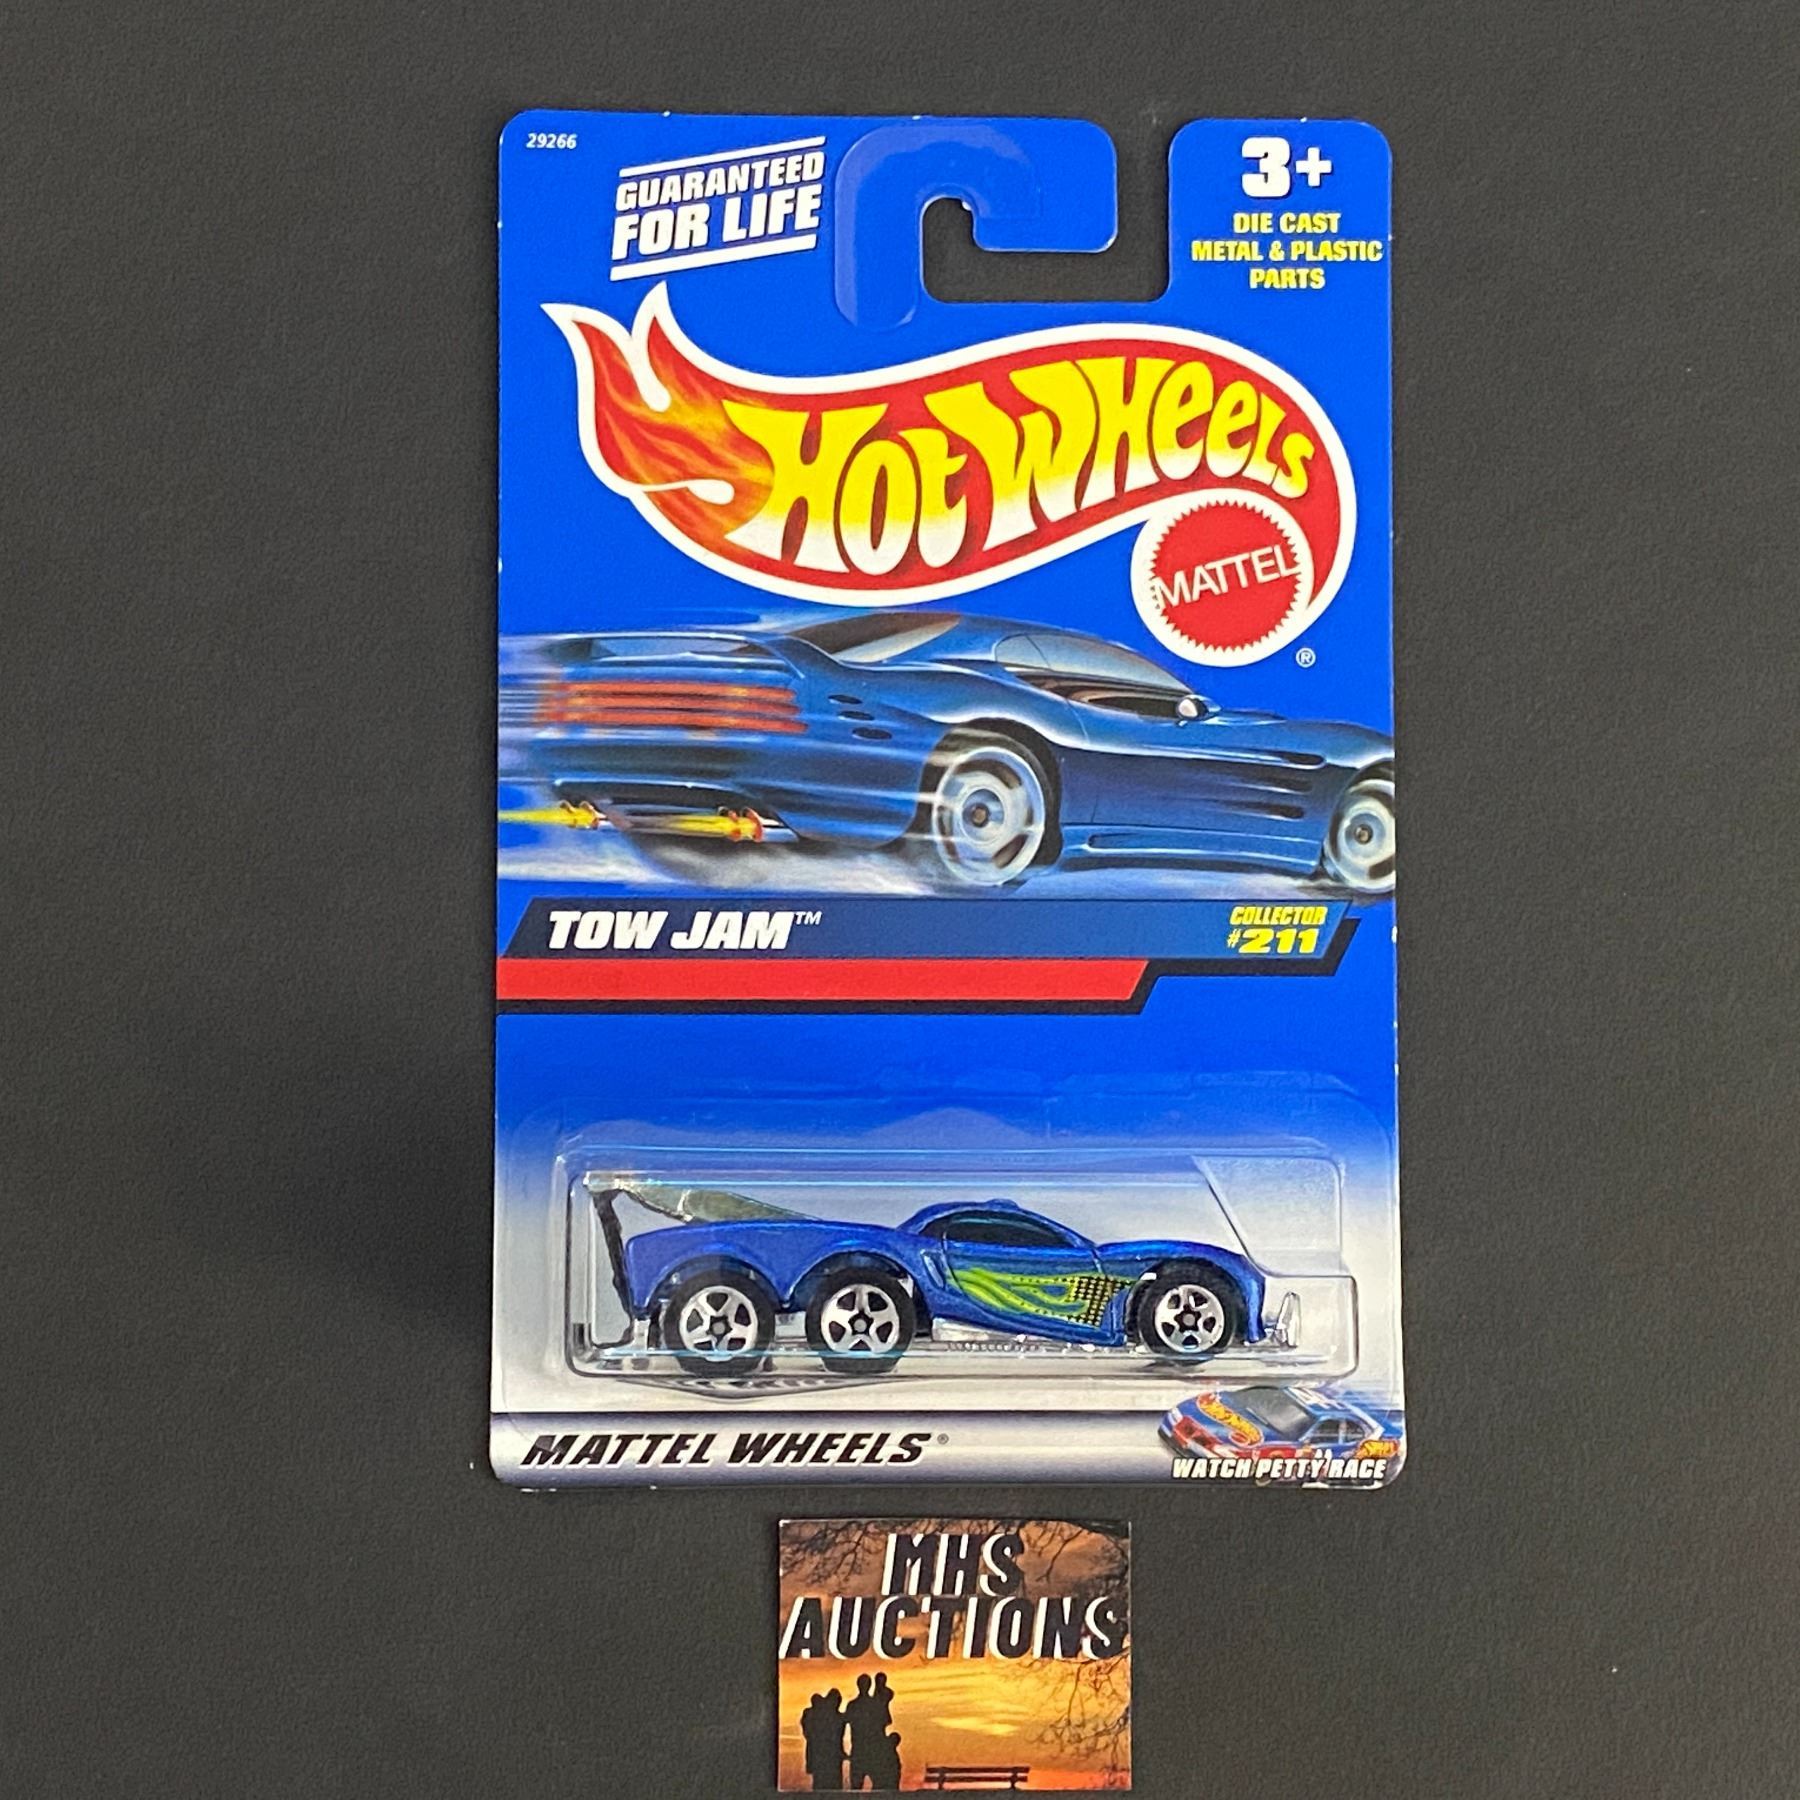 29266
GUARANTEED
FOR LIFE
3+
DIE CAST
METAL & PLASTIC
PARTS
HOT WHEELS
MATTEL
®
TOW JAM™
COLLECTOR
#211
MATTEL WHEELS®
WATCH PETTY RACE
MHS
AUCTIONS